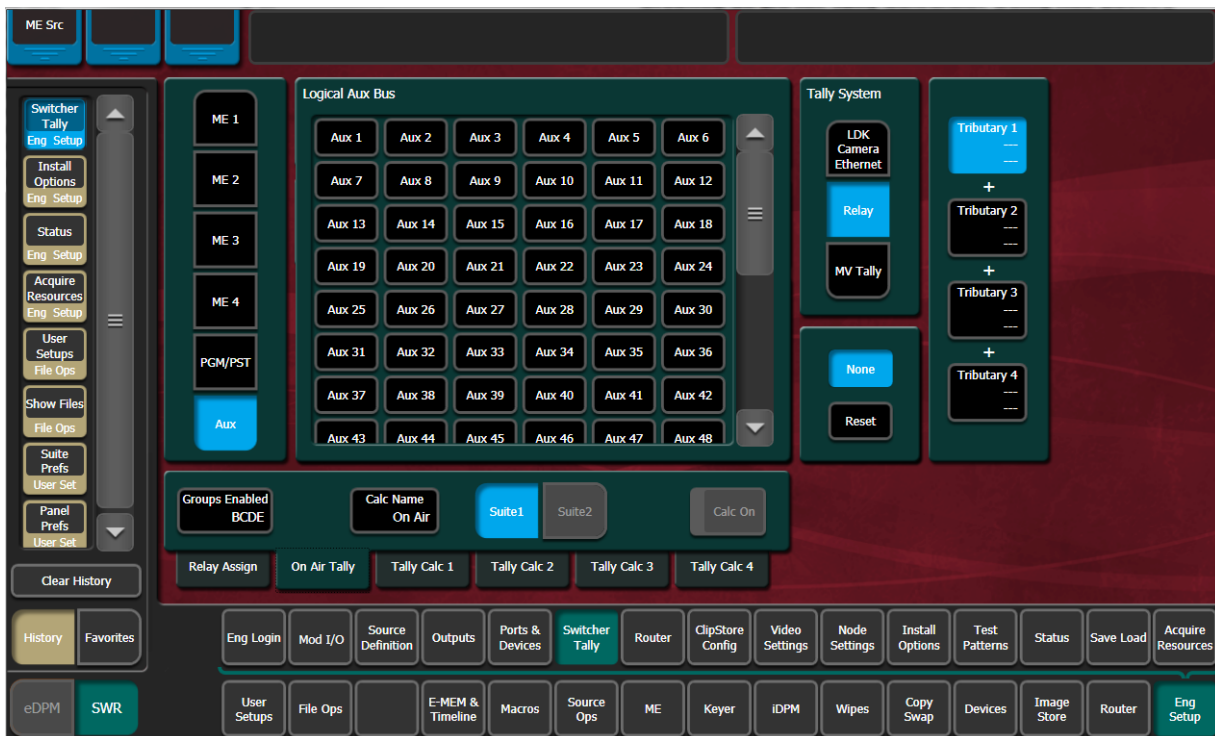 ME Src
Switcher
Tally
Eng Setup
Install
Options
Eng Setup
Status
Eng Setup
Acquire
Resources
Eng Setup
User
Setups
File Ops
Show Files
File Ops
Suite
Prefs
User Set
Panel
Prefs
User Set
Clear History
History
Favorites
eDPM
SWR
ME 1
ME 2
ME 3
ME 4
PGM/PST
Aux
Logical Aux Bus
Aux 1 Aux 2 Aux 3 Aux 4 Aux 5 Aux 6
Aux 7 Aux 8 Aux 9 Aux 10 Aux 11 Aux 12
Aux 13 Aux 14 Aux 15 Aux 16 Aux 17 Aux 18
Aux 19 Aux 20 Aux 21 Aux 22 Aux 23 Aux 24
Aux 25 Aux 26 Aux 27 Aux 28 Aux 29 Aux 30
Aux 31 Aux 32 Aux 33 Aux 34 Aux 35 Aux 36
Aux 37 Aux 38 Aux 39 Aux 40 Aux 41 Aux 42
Aux 43 Aux 44 Aux 45 Aux 46 Aux 47 Aux 48
Tally System
LDK
Camera
Ethernet
Relay
MV Tally
None
Reset
Tributary 1
---
---
+
Tributary 2
---
---
+
Tributary 3
---
---
+
Tributary 4
---
---
Groups Enabled
BCDE
Calc Name
On Air
Suite1
Suite2
Calc On
Relay Assign
On Air Tally
Tally Calc 1
Tally Calc 2
Tally Calc 3
Tally Calc 4
Eng Login
Mod I/O
Source
Definition
Outputs
Ports &
Devices
Switcher
Tally
Router
ClipStore
Config
Video
Settings
Node
Settings
Install
Options
Test
Patterns
Status
Save Load
Acquire
Resources
User
Setups
File Ops
E-MEM &
Timeline
Macros
Source
Ops
ME
Keyer
iDPM
Wipes
Copy
Swap
Devices
Image
Store
Router
Eng
Setup